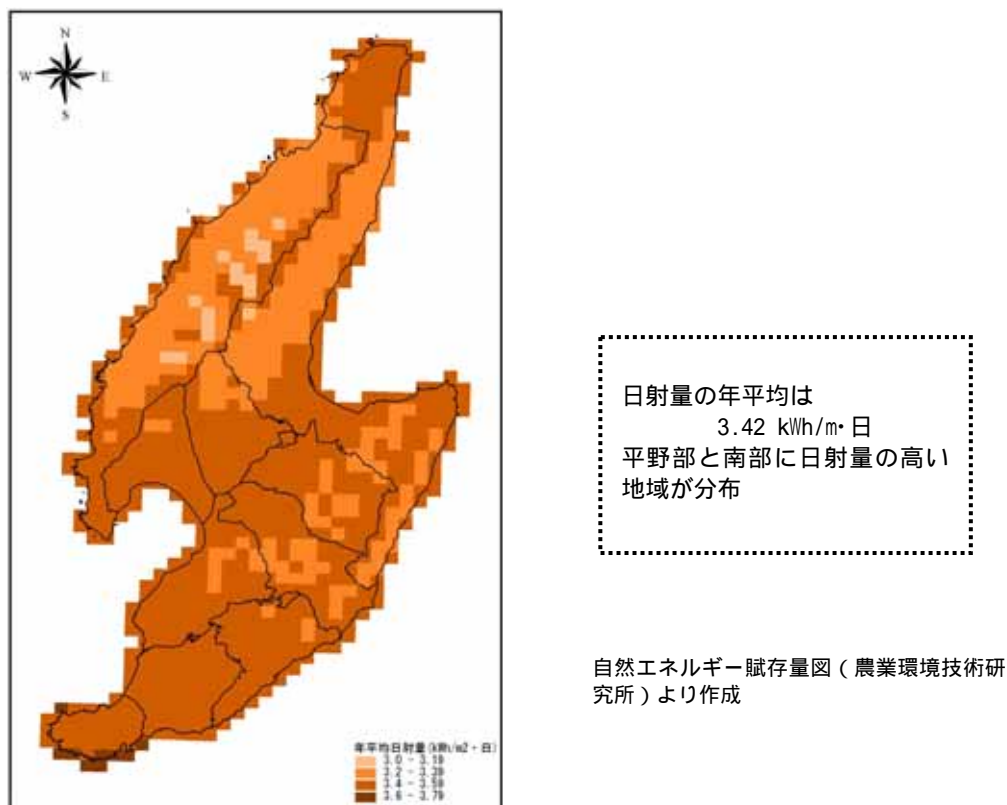 N
W E
S
年平均日射量(kWh/m2・日)
3.0 - 3.19
3.2 - 3.39
3.4 - 3.59
3.6 - 3.79
日射量の年平均は
3.42 kWh/㎡・日
平野部と南部に日射量の高い
地域が分布
自然エネルギー賦存量図(農業環境技術研
究所)より作成